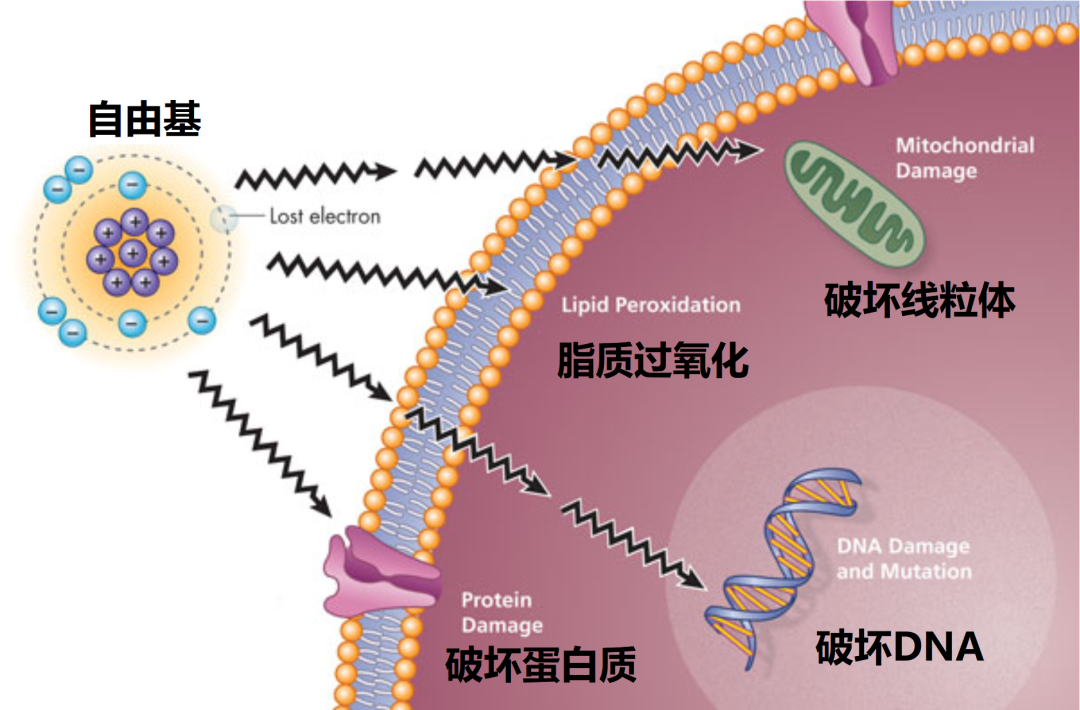 自由基
Lost electron
Mitochondrial
Damage
破坏线粒体
Lipid Peroxidation
脂质过氧化
DNA Damage
and Mutation
破坏DNA
Protein
Damage
破坏蛋白质